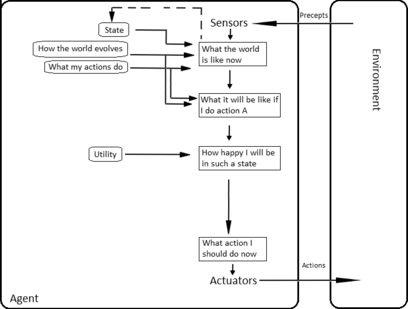 Sensors
Precepts
State
How the world evolves
What the world
is like now
What my actions do
What it will be like if
I do action A
Utility
How happy I will be
in such a state
What action I
should do now
Actuators
Actions
Agent
Environment